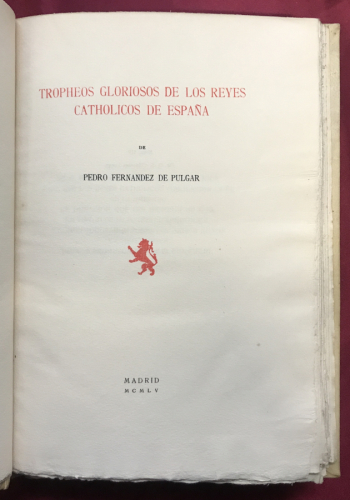 TROPHEOS GLORIOSOS DE LOS REYES
CATHOLICOS DE ESPAÑA
DE
PEDRO FERNANDEZ DE PULGAR
MADRID
MCMLV